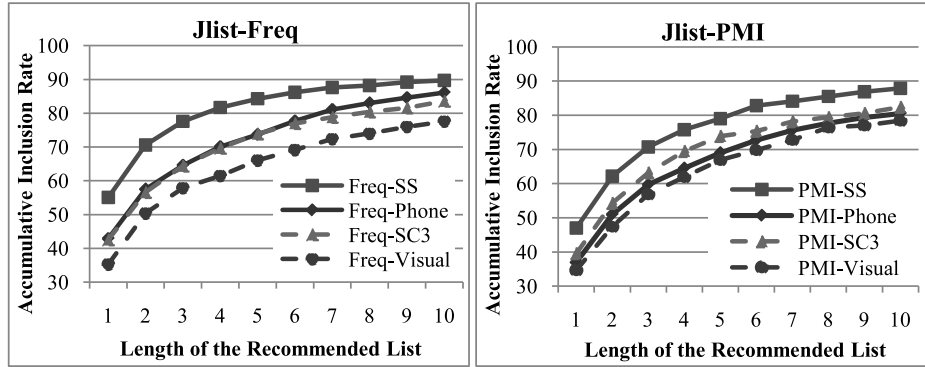 Jlist-Freq
Accumulative Inclusion Rate
100
90
80
70
60
50
40
30
Freq-SS
Freq-Phone
Freq-SC3
Freq-Visual
1 2 3 4 5 6 7 8 9 10
Length of the Recommended List
Jlist-PMI
Accumulative Inclusion Rate
100
90
80
70
60
50
40
30
PMI-SS
PMI-Phone
PMI-SC3
PMI-Visual
1 2 3 4 5 6 7 8 9 10
Length of the Recommended List